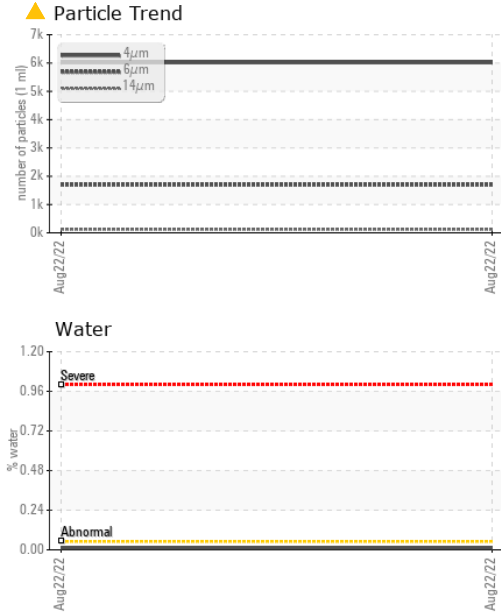 Particle Trend
number of particles (1 ml)
7k
6k
5k
4k
3k
2k
1k
0k
4μm
6μm
14μm
Aug22/22
Aug22/22
Water
% water
1.20
0.96
0.72
0.48
0.24
0.00
Severe
Abnormal
Aug22/22
Aug22/22